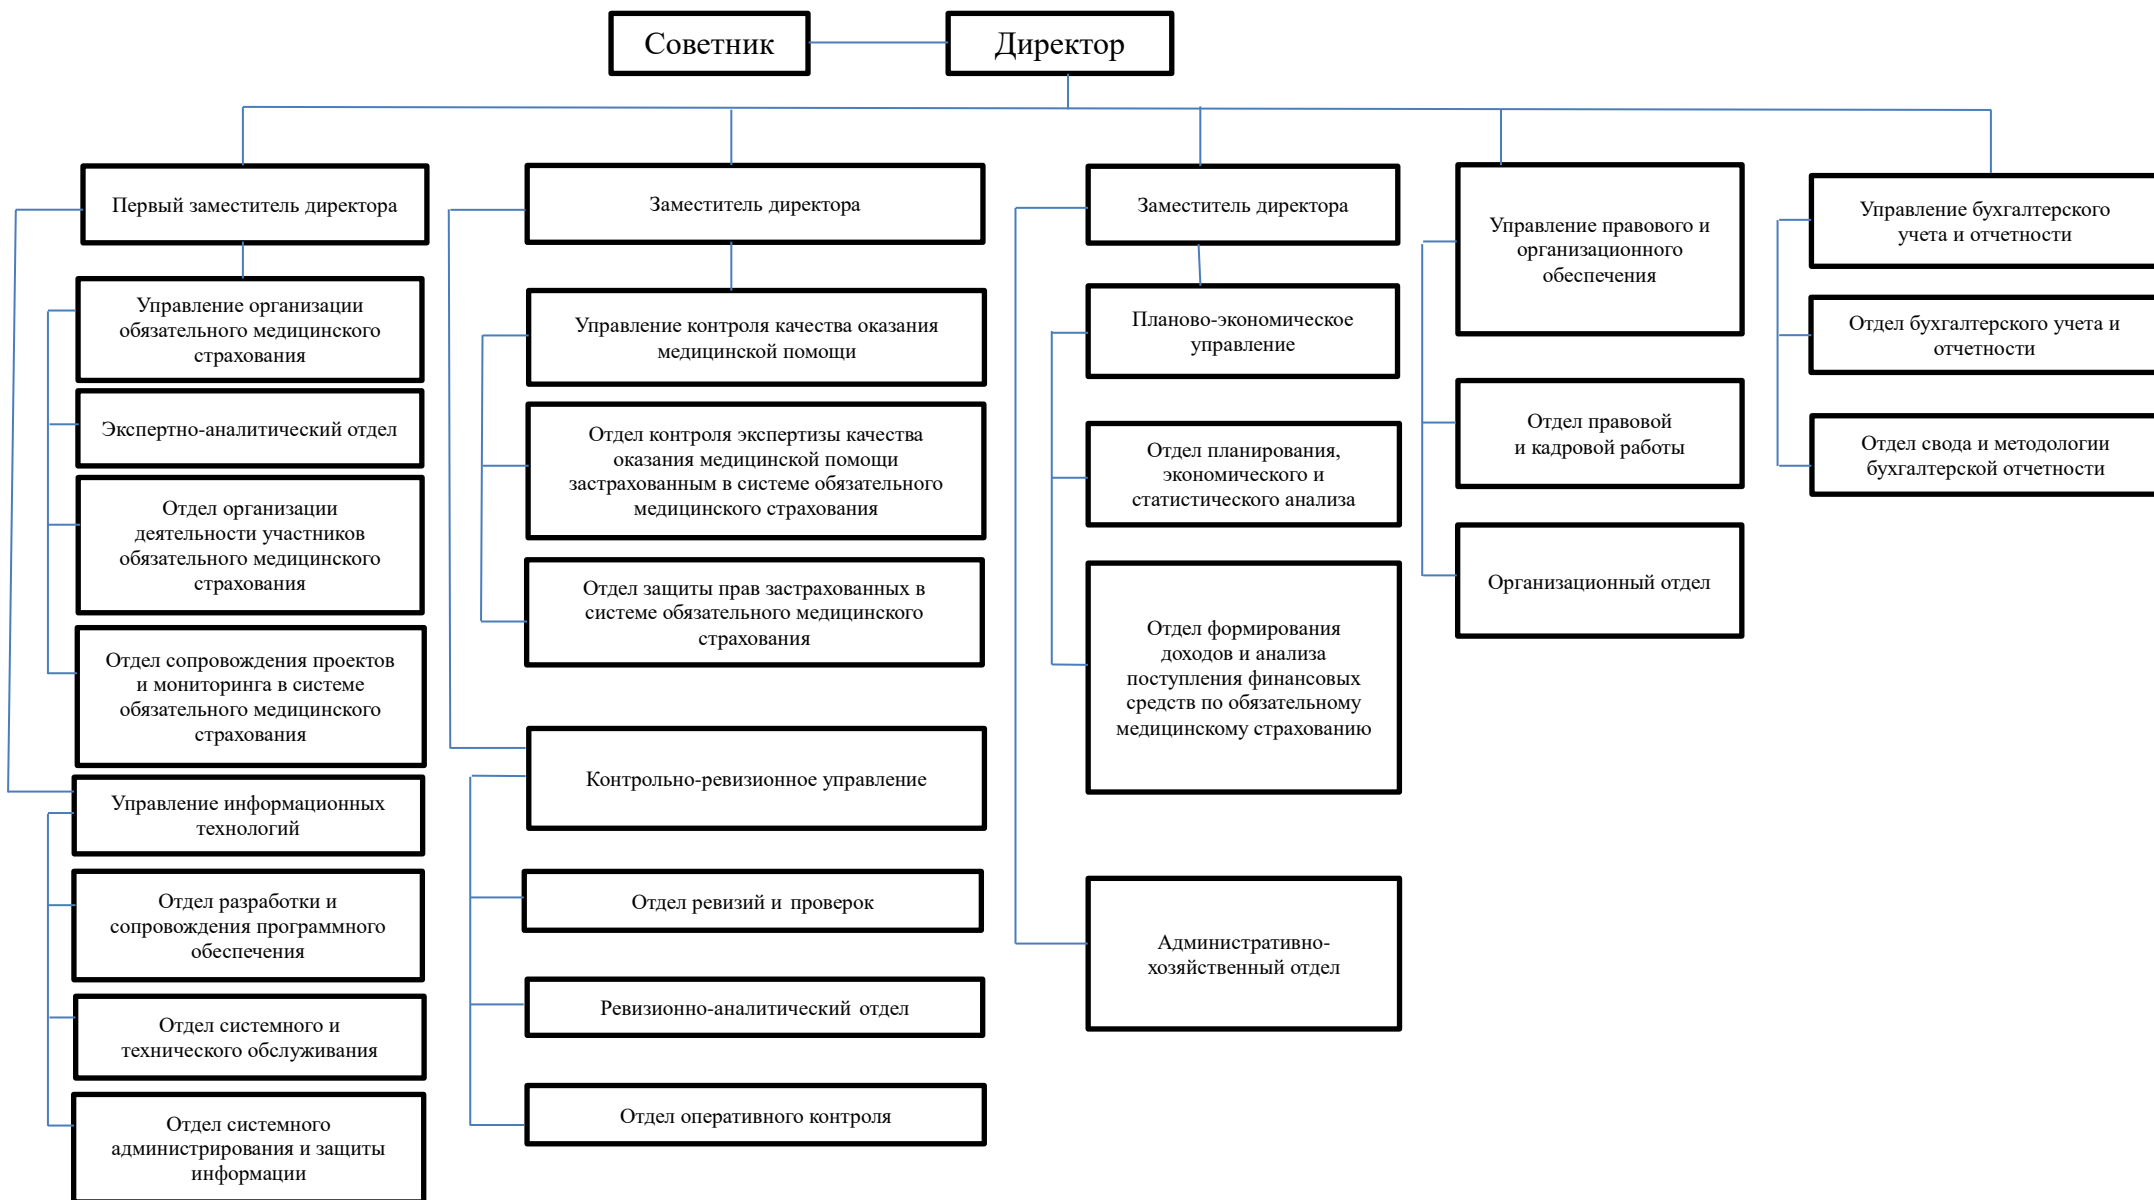 Советник
Директор
Первый заместитель директора
Управление организации
обязательного медицинского
страхования
Экспертно-аналитический отдел
Отдел организации
деятельности участников
обязательного медицинского
страхования
Отдел сопровождения проектов
и мониторинга в системе
обязательного медицинского
страхования
Управление информационных
технологий
Отдел разработки и
сопровождения программного
обеспечения
Отдел системного и
технического обслуживания
Отдел системного
администрирования и защиты
информации
Заместитель директора
Управление контроля качества оказания
медицинской помощи
Отдел контроля экспертизы качества
оказания медицинской помощи
застрахованным в системе обязательного
медицинского страхования
Отдел защиты прав застрахованных в
системе обязательного медицинского
страхования
Контрольно-ревизионное управление
Отдел ревизий и проверок
Ревизионно-аналитический отдел
Отдел оперативного контроля
Заместитель директора
Планово-экономическое
управление
Отдел планирования,
экономического и
статистического анализа
Отдел формирования
доходов и анализа
поступления финансовых
средств по обязательному
медицинскому страхованию
Административно-
хозяйственный отдел
Управление правового и
организационного
обеспечения
Отдел правовой
и кадровой работы
Организационный отдел
Управление бухгалтерского
учета и отчетности
Отдел бухгалтерского учета и
отчетности
Отдел свода и методологии
бухгалтерской отчетности